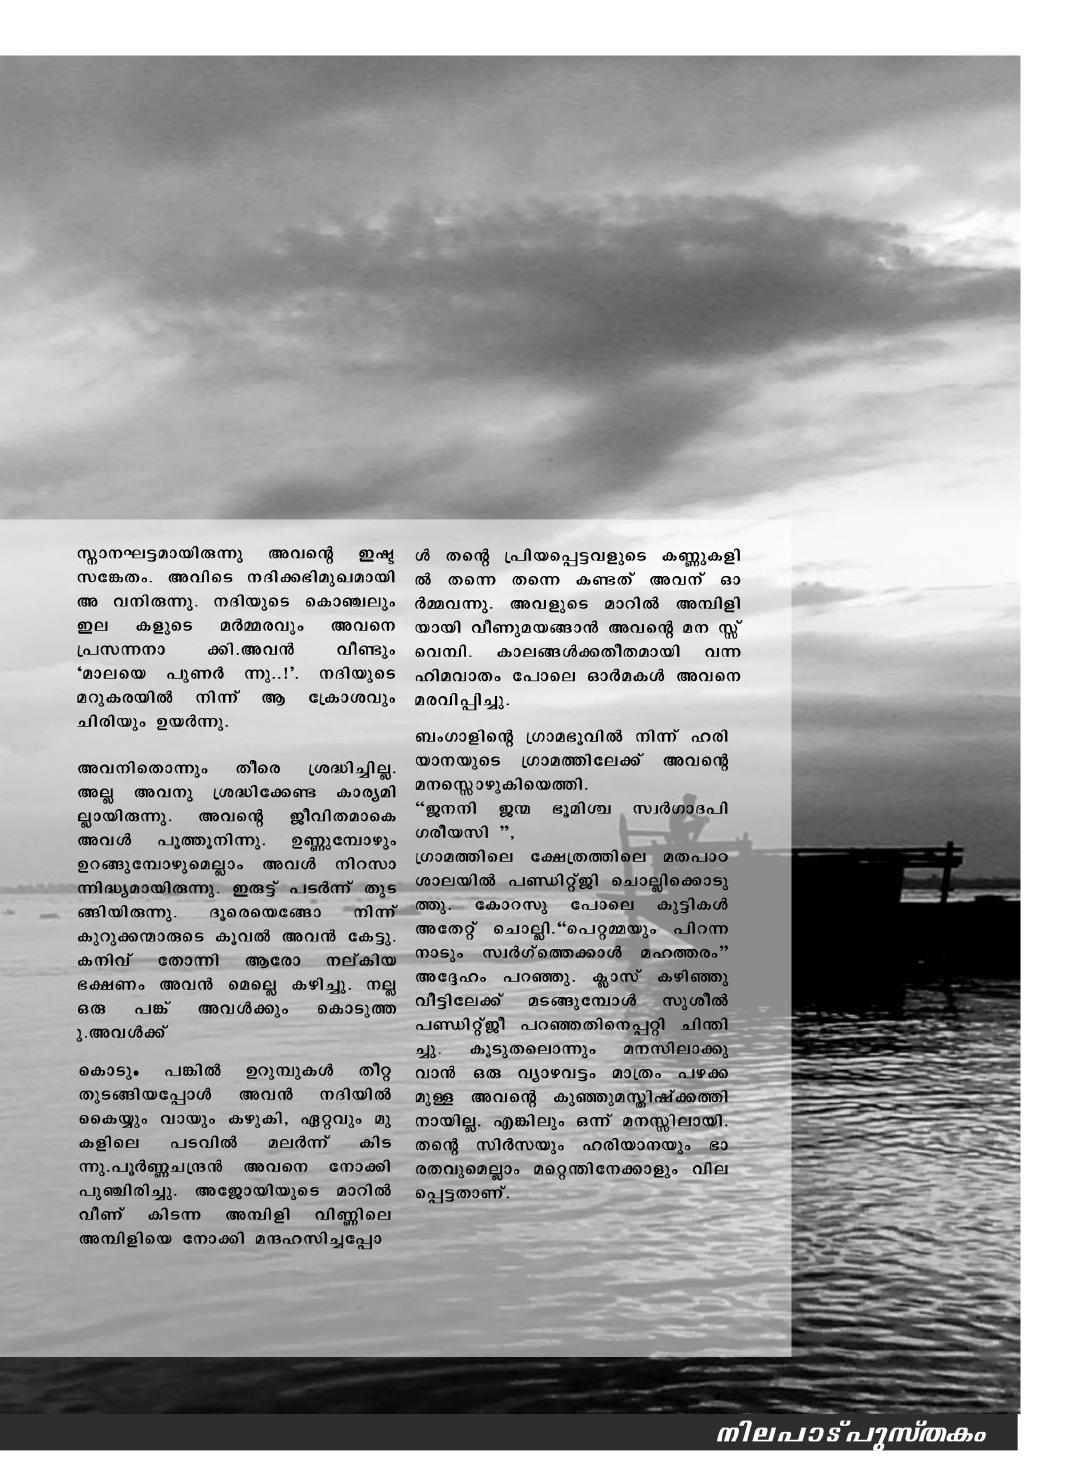 സ്നാനഘട്ടമായിരുന്നു അവന്റെ ഇഷ്ട
സങ്കേതം. അവിടെ നദിക്കഭിമുഖമായി
അ വനിരുന്നു. നദിയുടെ കൊഞ്ചലും
ഇല കളുടെ മർമ്മരവും അവനെ
പ്രസന്നനാ ക്കി.അവൻ വീണ്ടും
‘മാലയെ പുണർ ന്നു..!’. നദിയുടെ
മറുകരയിൽ നിന്ന് ആ ക്രോശവും
ചിരിയും ഉയർന്നു.
അവനിതൊന്നും തീരെ ശ്രദ്ധിച്ചില്ല.
അല്ല അവനു ശ്രദ്ധിക്കേണ്ട കാര്യമി
ല്ലായിരുന്നു. അവന്റെ ജീവിതമാകെ
അവൾ പൂത്തൂനിന്നു. ഉണ്ണുമ്പോഴും
ഉറങ്ങുമ്പോഴുമെല്ലാം അവൾ നിറസാ
ന്നിദ്ധ്യമായിരുന്നു. ഇരുട്ട് പടർന്ന് തുട
ങ്ങിയിരുന്നു. ദൂരെയെങ്ങോ നിന്ന്
കുറുക്കന്മാരുടെ കൂവൽ അവൻ കേട്ടു.
കനിവ് തോന്നി ആരോ നല്കിയ
ഭക്ഷണം അവൻ മെല്ലെ കഴിച്ചു. നല്ല
ഒരു പങ്ക് അവൾക്കും കൊടുത്ത
ു.അവൾക്ക്
കൊടും പങ്കിൽ ഉറുമ്പുകൾ തീറ്റ
തുടങ്ങിയപ്പോൾ അവൻ നദിയിൽ
കൈയ്യും വായും കഴുകി, ഏറ്റവും മു
കളിലെ പടവിൽ മലർന്ന് കിട
ന്നു.പൂർണ്ണചന്ദ്രൻ അവനെ നോക്കി
പുഞ്ചിരിച്ചു. അജോയിയുടെ മാറിൽ
വീണ് കിടന്ന അമ്പിളി വിണ്ണിലെ
അമ്പിളിയെ നോക്കി മന്ദഹസിച്ചപ്പോ
ൾ തന്റെ പ്രിയപ്പെട്ടവളുടെ കണ്ണുകളി
ൽ തന്നെ തന്നെ കണ്ടത് അവന് ഓ
ർമ്മവന്നു. അവളുടെ മാറിൽ അമ്പിളി
യായി വീണുമയങ്ങാൻ അവന്റെ മന സ്സ്
വെമ്പി. കാലങ്ങൾക്കതീതമായി വന്ന
ഹിമവാതം പോലെ ഓർമകൾ അവനെ
മരവിപ്പിച്ചു.
ബംഗാളിന്റെ ഗ്രാമഭൂവിൽ നിന്ന് ഹരി
യാനയുടെ ഗ്രാമത്തിലേക്ക് അവന്റെ
മനസ്സൊഴുകിയെത്തി.
“ജനനി ജന്മ ഭൂമിശ്ച സ്വർഗാദപി
ഗരീയസി ”,
ഗ്രാമത്തിലെ ക്ഷേത്രത്തിലെ മതപാഠ
ശാലയിൽ പണ്ഡിറ്റ്ജി ചൊല്ലിക്കൊടു
ത്തു. കോറസു പോലെ കുട്ടികൾ
അതേറ്റ് ചൊല്ലി.“പെറ്റമ്മയും പിറന്ന
നാടും സ്വർഗ്ത്തെക്കാൾ മഹത്തരം”
അദ്ദേഹം പറഞ്ഞു. ക്ലാസ് കഴിഞ്ഞു
വീട്ടിലേക്ക് മടങ്ങുമ്പോൾ സുശീൽ
പണ്ഡിറ്റ്ജീ പറഞ്ഞതിനെപ്പറ്റി ചിന്തി
ച്ചു. കൂടുതലൊന്നും മനസിലാക്കു
വാൻ ഒരു വ്യാഴവട്ടം മാത്രം പഴക്ക
മുള്ള അവന്റെ കുഞ്ഞുമസ്തിഷ്ക്കത്തി
നായില്ല. എങ്കിലും ഒന്ന് മനസ്സിലായി.
തന്റെ സിർസയും ഹരിയാനയും ഭാ
രതവുമെല്ലാം മറ്റെന്തിനേക്കാളും വില
പ്പെട്ടതാണ്.
നിലപാട്പുസ്തകം